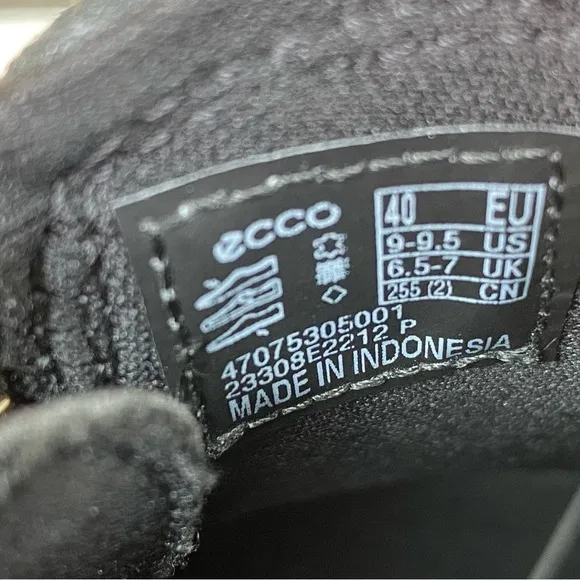 ecco
40 EU
9-9.5 US
6.5-7 UK
255 (2) CN
47075305001
23308E2212 P
MADE IN INDONESIA